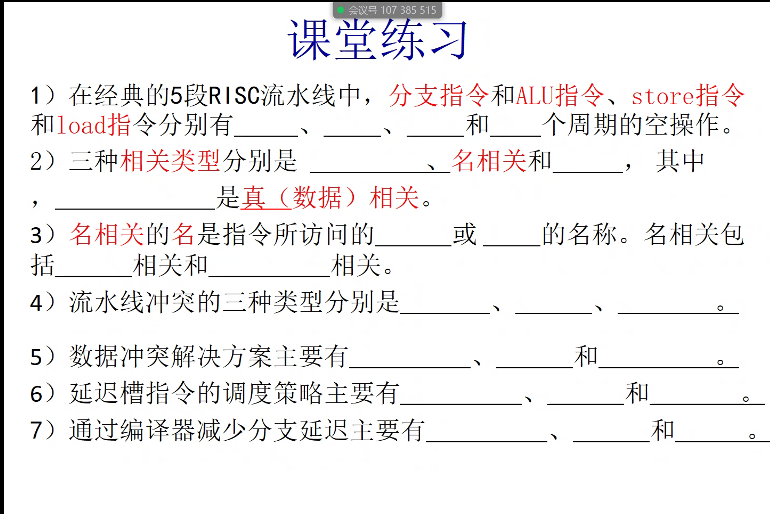 会议号 107 385 515
课堂练习
1）在经典的5段RISC流水线中，分支指令和ALU指令、store指令
和load指令分别有_____、_____、_____和____个周期的空操作。
2）三种相关类型分别是 _________、名相关和______， 其中
，_____________是真（数据）相关。
3）名相关的名是指令所访问的______或 _____的名称。名相关包
括______相关和__________相关。
4）流水线冲突的三种类型分别是_______、______、________。
5）数据冲突解决方案主要有__________、______和___________。
6）延迟槽指令的调度策略主要有__________、______和_________。
7）通过编译器减少分支延迟主要有__________、______和________。